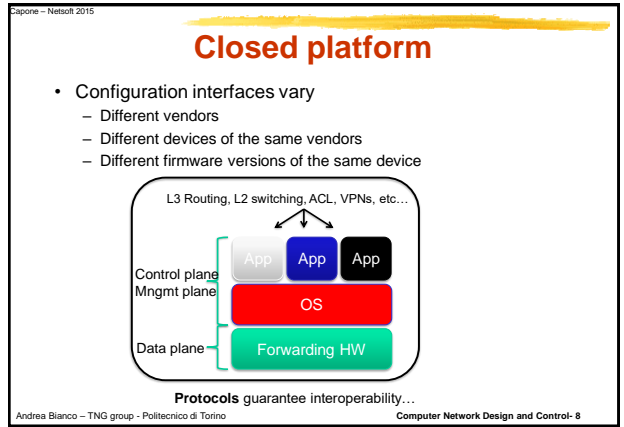 Capone – Netsoft 2015
Closed platform
• Configuration interfaces vary
– Different vendors
– Different devices of the same vendors
– Different firmware versions of the same device
L3 Routing, L2 switching, ACL, VPNs, etc…
App
App
App
Control plane
Mngmt plane
OS
Data plane
Forwarding HW
Protocols guarantee interoperability…
Andrea Bianco – TNG group - Politecnico di Torino
Computer Network Design and Control- 8